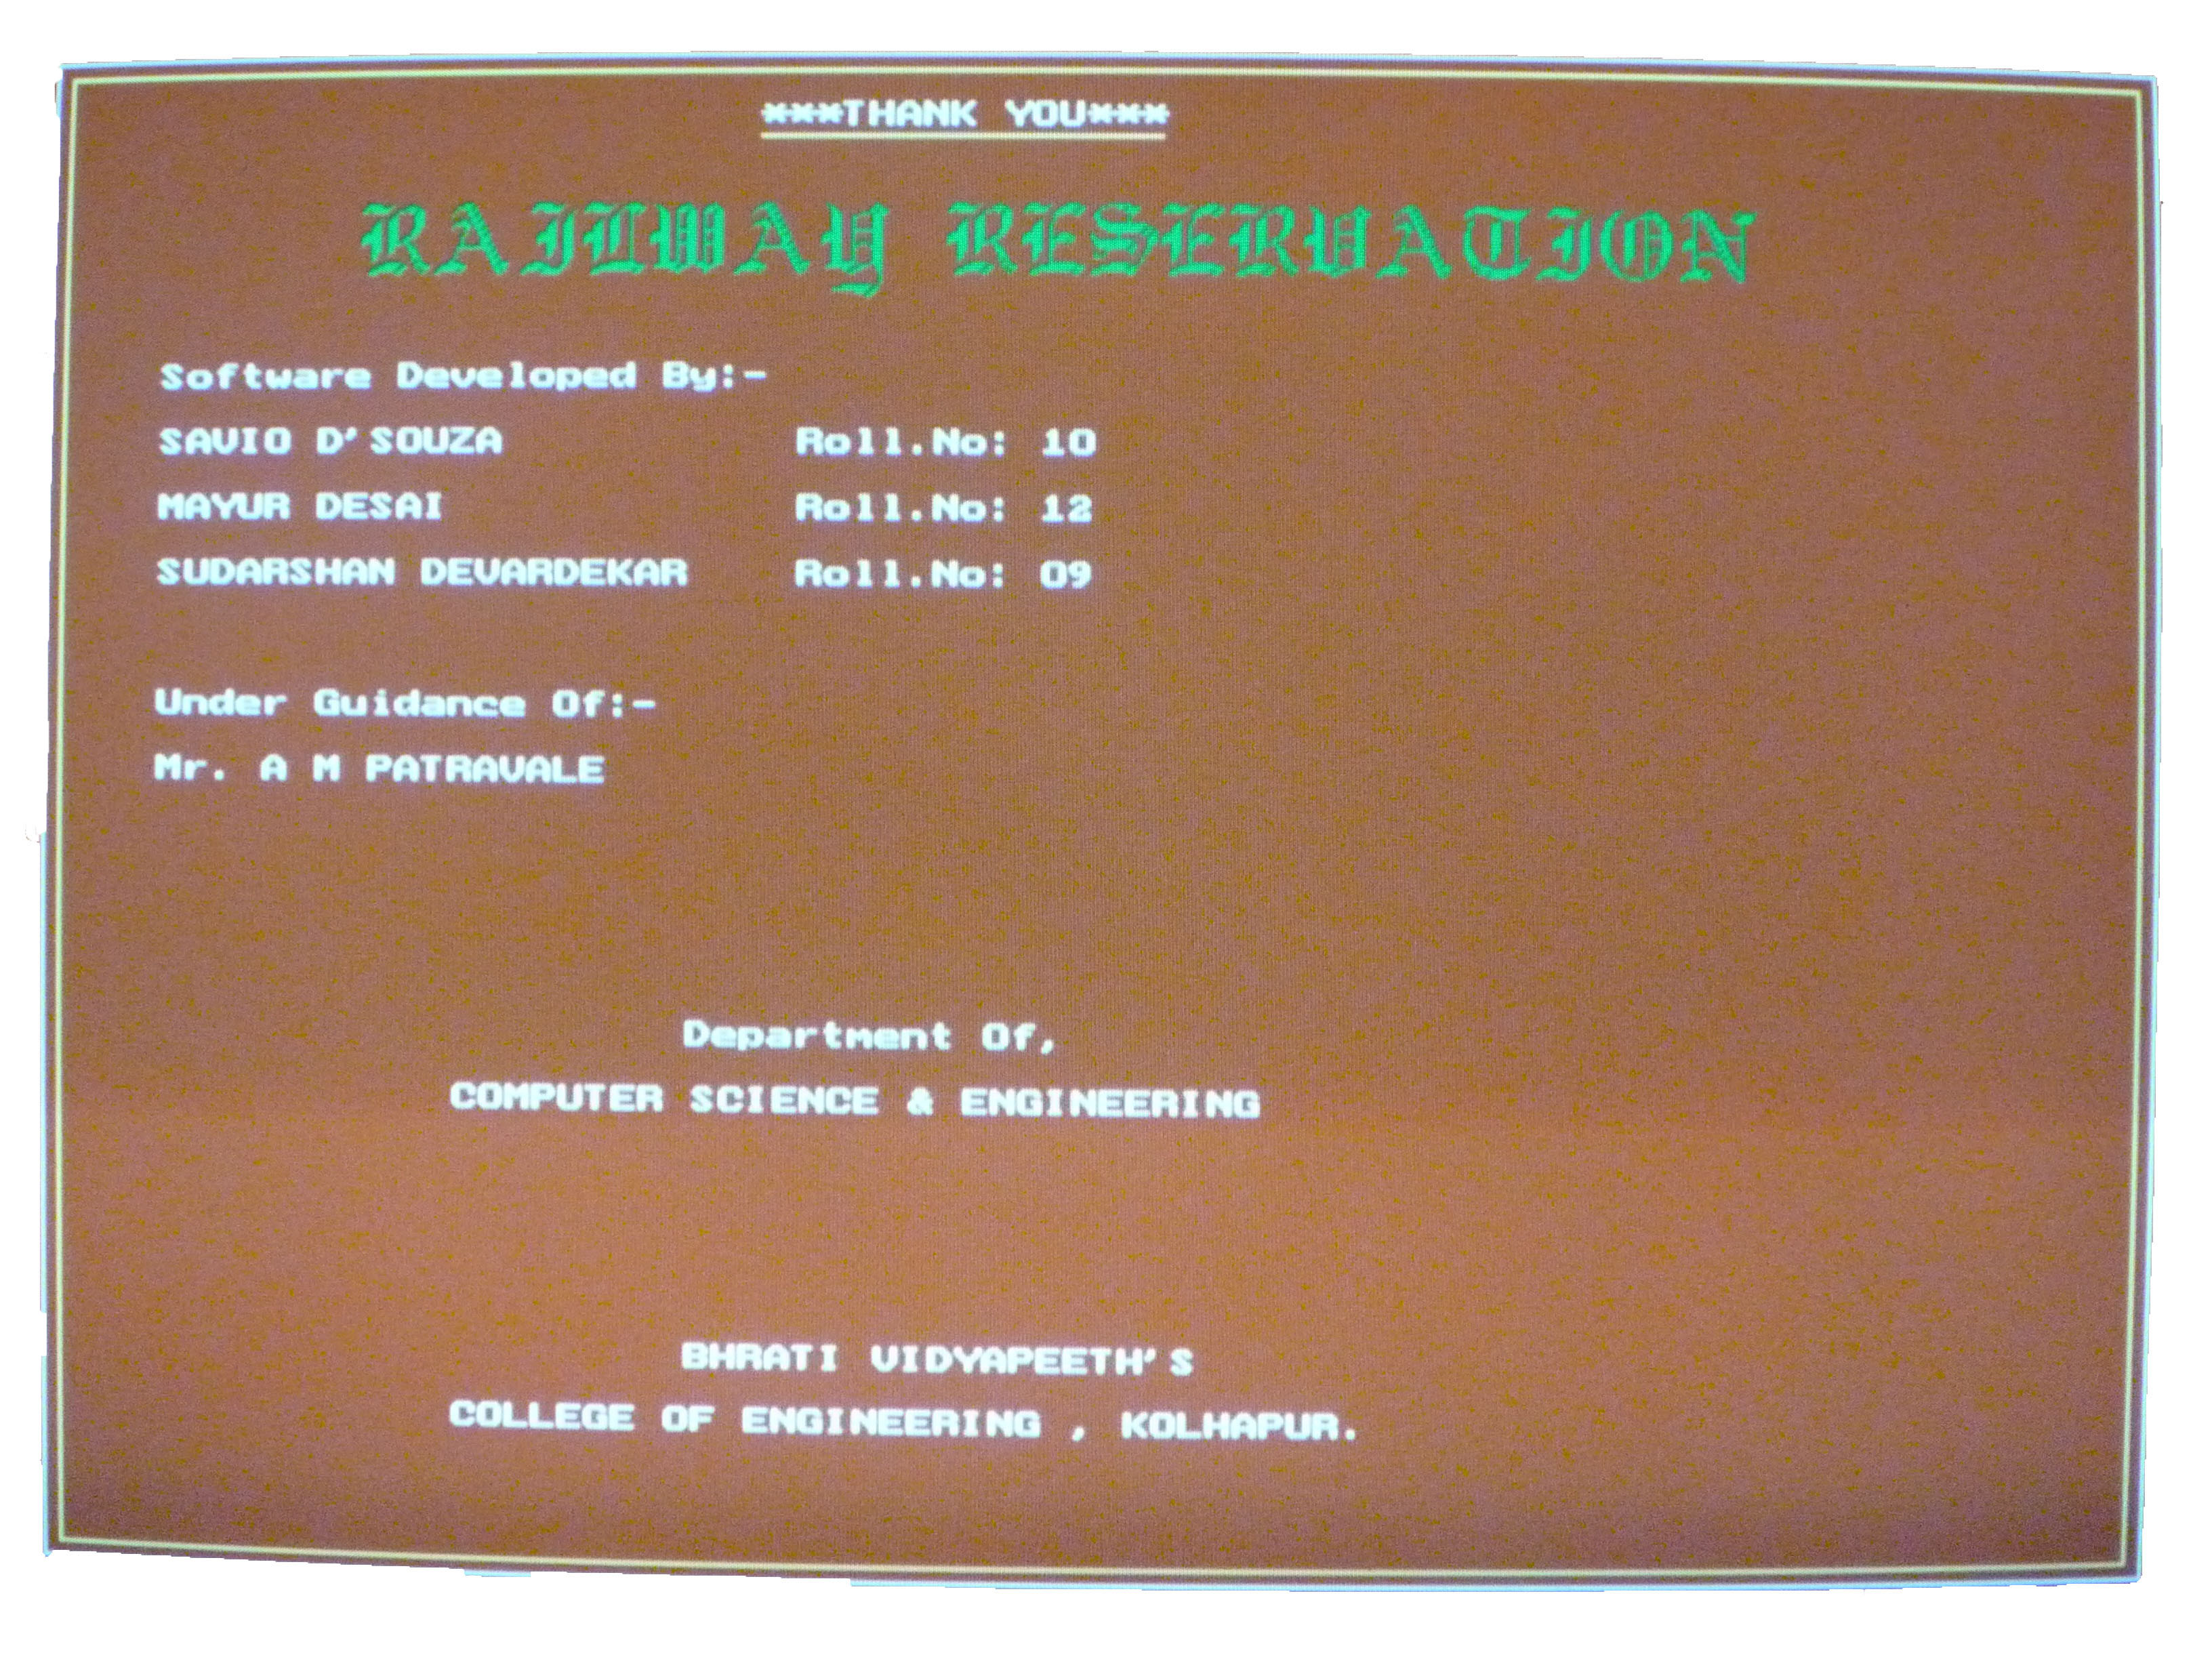 ***THANK YOU***
RAILWAY RESERVATION
Software Developed By:-
SAVIO D'SOUZA Roll.No: 10
MAYUR DESAI Roll.No: 12
SUDARSHAN DEVARDEKAR Roll.No: 09
Under Guidance Of:-
Mr. A M PATRAVALE
Department Of,
COMPUTER SCIENCE & ENGINEERING
BHRATI VIDYAPEETH'S
COLLEGE OF ENGINEERING , KOLHAPUR.